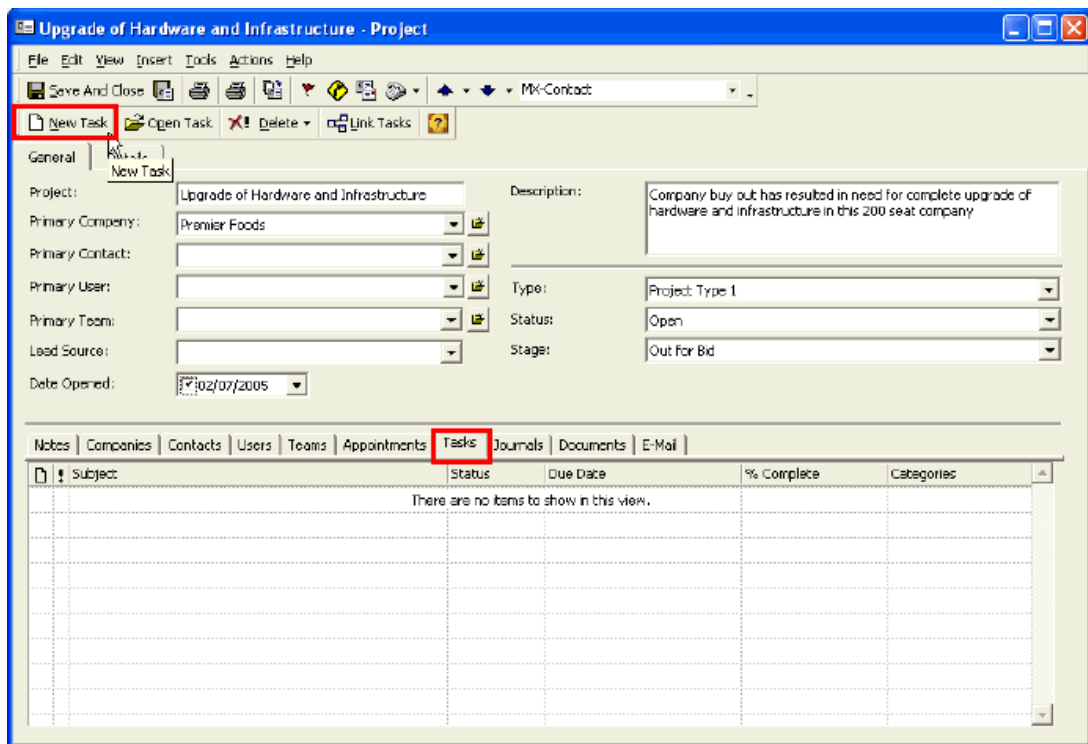 Upgrade of Hardware and Infrastructure - Project
File Edit View Insert Tools Actions Help
Save And Close MX-Contact
New Task Open Task Delete Link Tasks
General
New Task
Project: Upgrade of Hardware and Infrastructure Description: Company buy out has resulted in need for complete upgrade of
hardware and infrastructure in this 200 seat company
Primary Company: Premier Foods
Primary Contact:
Primary User: Type: Project Type 1
Primary Team: Status: Open
Lead Source: Stage: Out for Bid
Date Opened: 02/07/2005
Notes Companies Contacts Users Teams Appointments Tasks Journals Documents E-Mail
! Subject Status Due Date % Complete Categories
There are no items to show in this view.